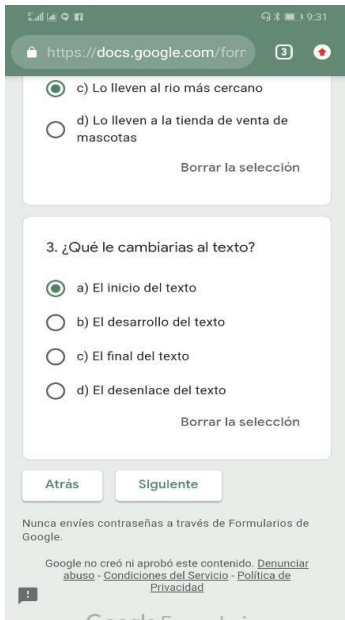 9:31
https://docs.google.com/forr
3
c) Lo lleven al rio más cercano
d) Lo lleven a la tienda de venta de
mascotas
Borrar la selección
3. ¿Qué le cambiarias al texto?
a) El inicio del texto
b) El desarrollo del texto
c) El final del texto
d) El desenlace del texto
Borrar la selección
Atrás
Siguiente
Nunca envíes contraseñas a través de Formularios de
Google.
Google no creó ni aprobó este contenido. Denunciar
abuso - Condiciones del Servicio - Política de
Privacidad